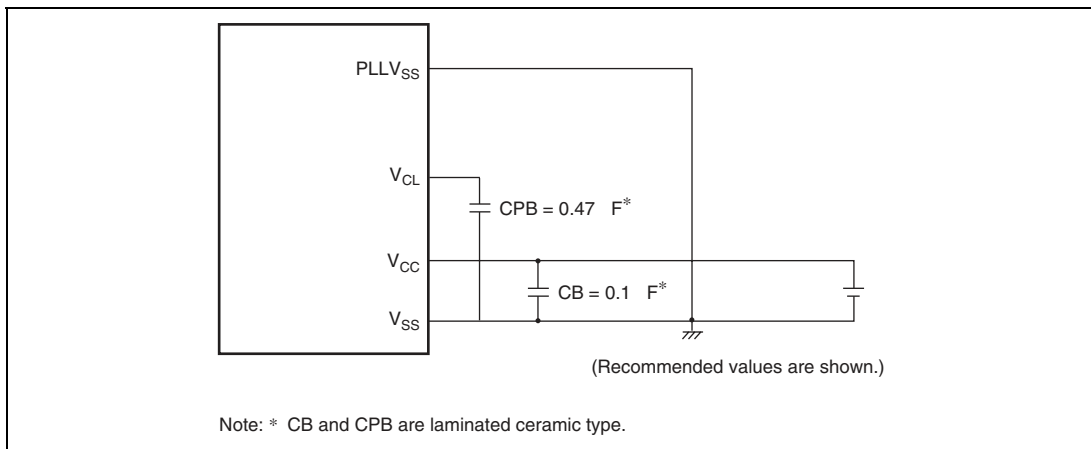 PLLVSS
VCL
CPB = 0.47 F*
VCC
CB = 0.1 F*
VSS
(Recommended values are shown.)
Note: * CB and CPB are laminated ceramic type.